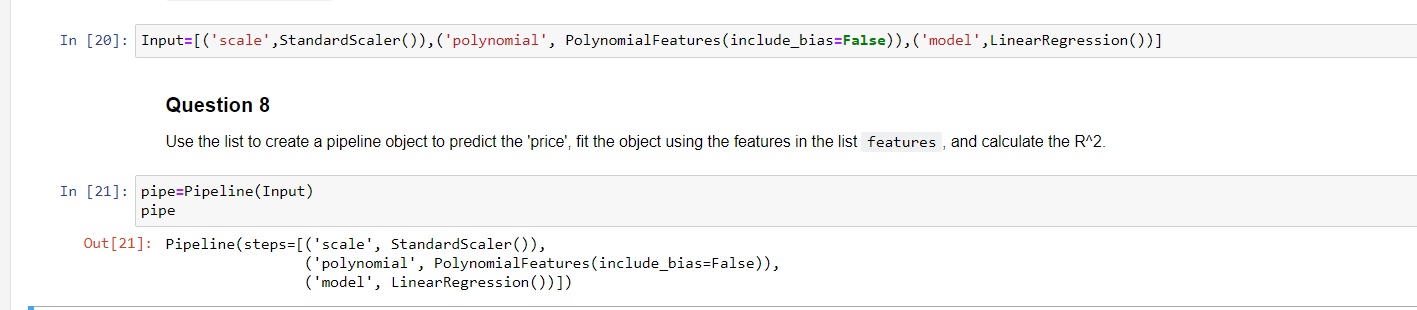 In [20]: Input=[('scale',StandardScaler()),('polynomial', PolynomialFeatures(include_bias=False)),('model',LinearRegression())]
Question 8
Use the list to create a pipeline object to predict the 'price', fit the object using the features in the list features , and calculate the R^2.
In [21]: pipe=Pipeline(Input)
pipe
Out[21]: Pipeline(steps=[('scale', StandardScaler()),
('polynomial', PolynomialFeatures(include_bias=False)),
('model', LinearRegression())])